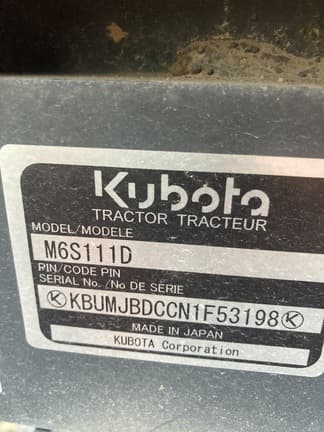 Kubota
TRACTOR TRACTEUR
MODEL/MODELE
M6S111D
PIN/CODE PIN
SERIAL No. /No DE SERIE
KBUMJBDCCN1F53198
MADE IN JAPAN
KUBOTA Corporation